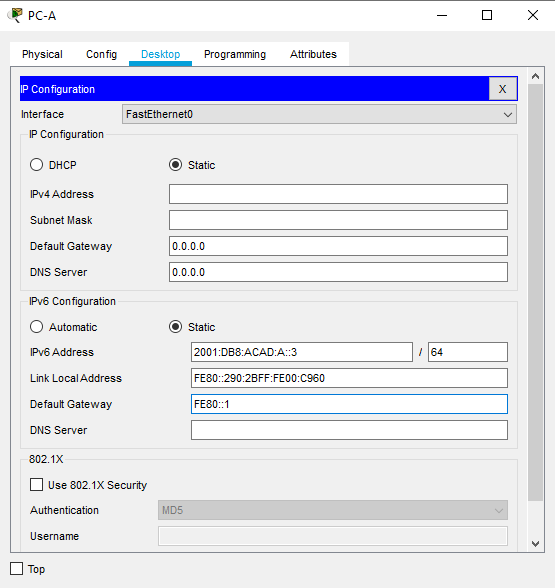 PC-A
Physical Config Desktop Programming Attributes
IP Configuration X
Interface FastEthernet0
IP Configuration
DHCP Static
IPv4 Address
Subnet Mask
Default Gateway 0.0.0.0
DNS Server 0.0.0.0
IPv6 Configuration
Automatic Static
IPv6 Address 2001:DB8:ACAD:A::3 / 64
Link Local Address FE80::290:2BFF:FE00:C960
Default Gateway FE80::1
DNS Server
802.1X
Use 802.1X Security
Authentication MD5
Username
Top